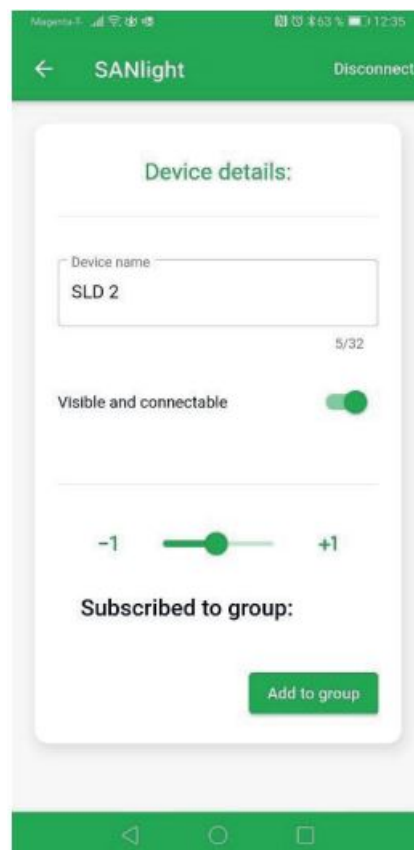 Magenta-T- 63 % 12:35
SANlight Disconnect
Device details:
Device name
SLD 2
5/32
Visible and connectable
−1 +1
Subscribed to group:
Add to group